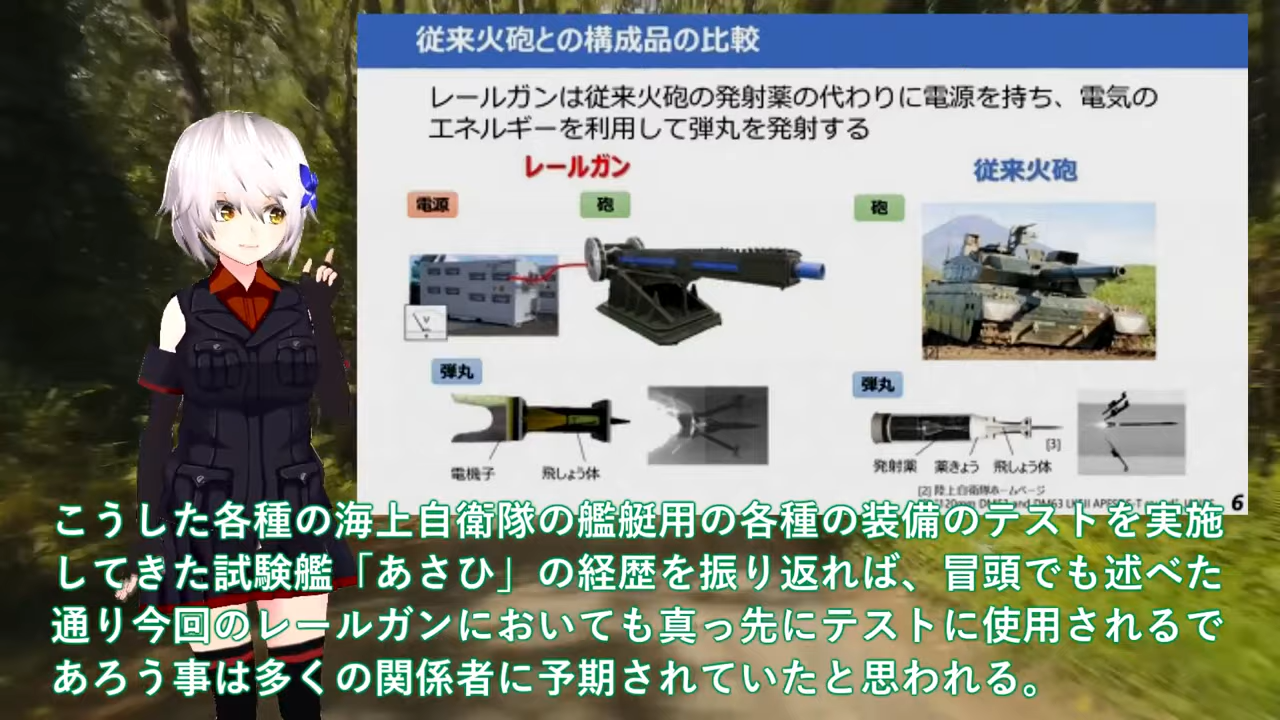 従来火砲との構成品の比較
レールガンは従来火砲の発射薬の代わりに電源を持ち、電気の
エネルギーを利用して弾丸を発射する
レールガン
従来火砲
電源
砲
砲
V
[2]
弾丸
弾丸
電機子
飛しょう体
発射薬
薬きょう
飛しょう体
[3]
[2] 陸上自衛隊ホームページ
6
こうした各種の海上自衛隊の艦艇用の各種の装備のテストを実施
してきた試験艦「あさひ」の経歴を振り返れば、冒頭でも述べた
通り今回のレールガンにおいても真っ先にテストに使用されるで
あろう事は多くの関係者に予期されていたと思われる。